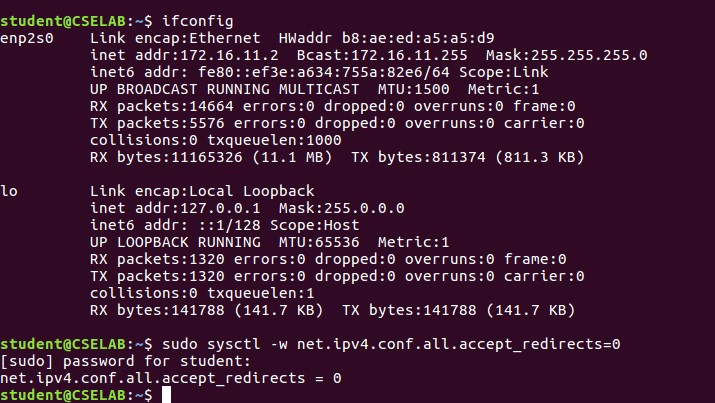 student@CSELAB:~$ ifconfig
enp2s0    Link encap:Ethernet  HWaddr b8:ae:ed:a5:a5:d9
          inet addr:172.16.11.2  Bcast:172.16.11.255  Mask:255.255.255.0
          inet6 addr: fe80::ef3e:a634:755a:82e6/64 Scope:Link
          UP BROADCAST RUNNING MULTICAST  MTU:1500  Metric:1
          RX packets:14664 errors:0 dropped:0 overruns:0 frame:0
          TX packets:5576 errors:0 dropped:0 overruns:0 carrier:0
          collisions:0 txqueuelen:1000
          RX bytes:11165326 (11.1 MB)  TX bytes:811374 (811.3 KB)

lo        Link encap:Local Loopback
          inet addr:127.0.0.1  Mask:255.0.0.0
          inet6 addr: ::1/128 Scope:Host
          UP LOOPBACK RUNNING  MTU:65536  Metric:1
          RX packets:1320 errors:0 dropped:0 overruns:0 frame:0
          TX packets:1320 errors:0 dropped:0 overruns:0 carrier:0
          collisions:0 txqueuelen:1
          RX bytes:141788 (141.7 KB)  TX bytes:141788 (141.7 KB)

student@CSELAB:~$ sudo sysctl -w net.ipv4.conf.all.accept_redirects=0
[sudo] password for student:
net.ipv4.conf.all.accept_redirects = 0
student@CSELAB:~$